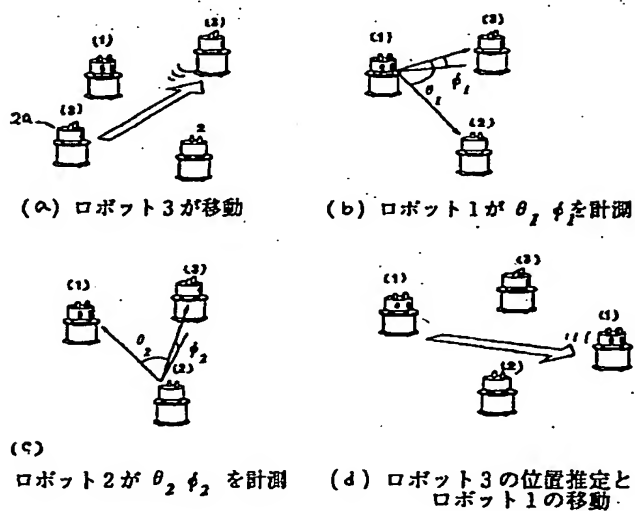 (3)
(1)
2a
(3)
2
(a) ロボット3が移動
(3)
(1)
φ1
θ1
(2)
(b) ロボット1が θ1 φ1を計測
(3)
(1)
θ2
φ2
(2)
(c)
ロボット2が θ2 φ2 を計測
(3)
(1)
(1)
(2)
(d) ロボット3の位置推定と
ロボット1の移動